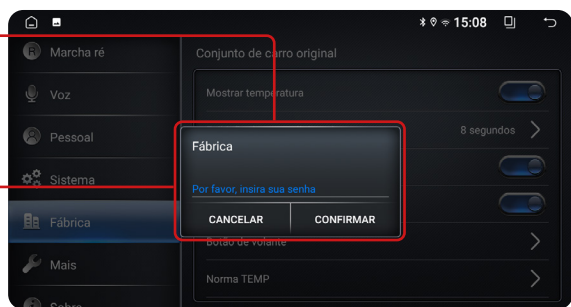 15:08
Marcha ré
Conjunto de carro original
Voz
Mostrar temperatura
Pessoal
8 segundos
Fábrica
Sistema
Por favor, insira sua senha
CANCELAR
CONFIRMAR
Fábrica
Botão de volante
Mais
Norma TEMP
Sobre